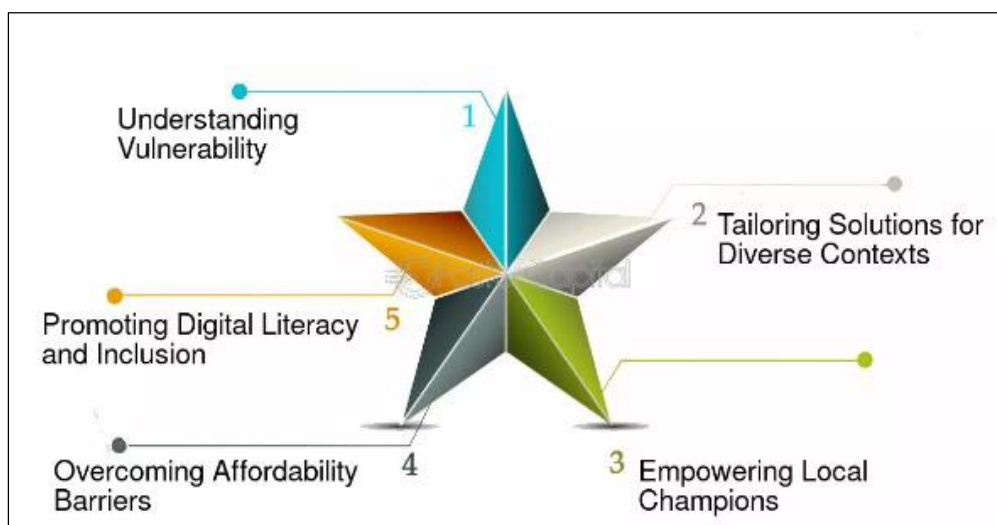 1
Understanding
Vulnerability
2
Tailoring Solutions for
Diverse Contexts
5
Promoting Digital Literacy
and Inclusion
4
Overcoming Affordability
Barriers
3
Empowering Local
Champions